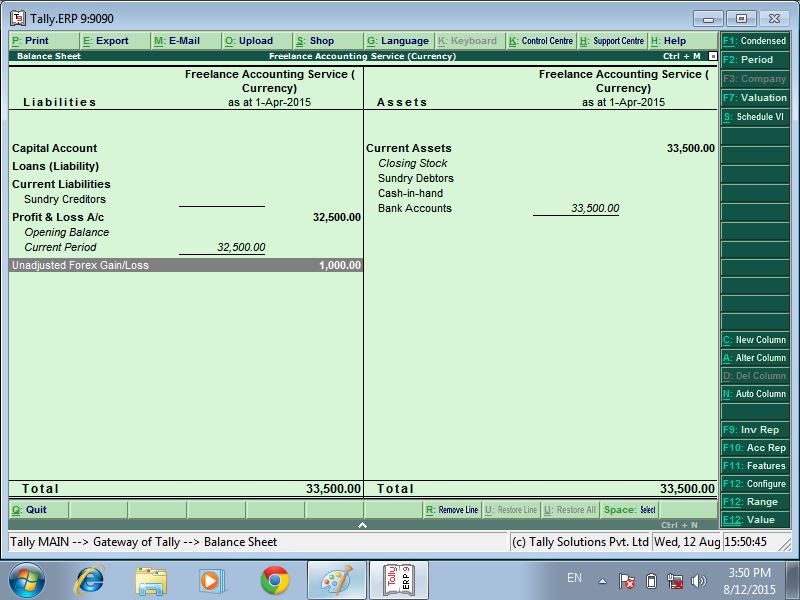 Tally.ERP 9:9090
P: Print E: Export M: E-Mail O: Upload S: Shop G: Language K: Keyboard K: Control Centre H: Support Centre H: Help
Balance Sheet Freelance Accounting Service (Currency) Ctrl + M
Freelance Accounting Service (
Currency)
Liabilities as at 1-Apr-2015
Freelance Accounting Service (
Currency)
Assets as at 1-Apr-2015
Capital Account
Loans (Liability)
Current Liabilities
Sundry Creditors
Profit & Loss A/c 32,500.00
Opening Balance
Current Period 32,500.00
Unadjusted Forex Gain/Loss 1,000.00
Current Assets 33,500.00
Closing Stock
Sundry Debtors
Cash-in-hand
Bank Accounts 33,500.00
Total 33,500.00 Total 33,500.00
F1: Condensed
F2: Period
F3: Company
F7: Valuation
S: Schedule VI
C: New Column
A: Alter Column
D: Del Column
N: Auto Column
F9: Inv Rep
F10: Acc Rep
F11: Features
F12: Configure
F12: Range
F12: Value
Q: Quit R: Remove Line U: Restore Line U: Restore All Space: Select
Ctrl + N
Tally MAIN --> Gateway of Tally --> Balance Sheet (c) Tally Solutions Pvt. Ltd Wed, 12 Aug 15:50:45
Tally
ERP 9
EN
3:50 PM
8/12/2015